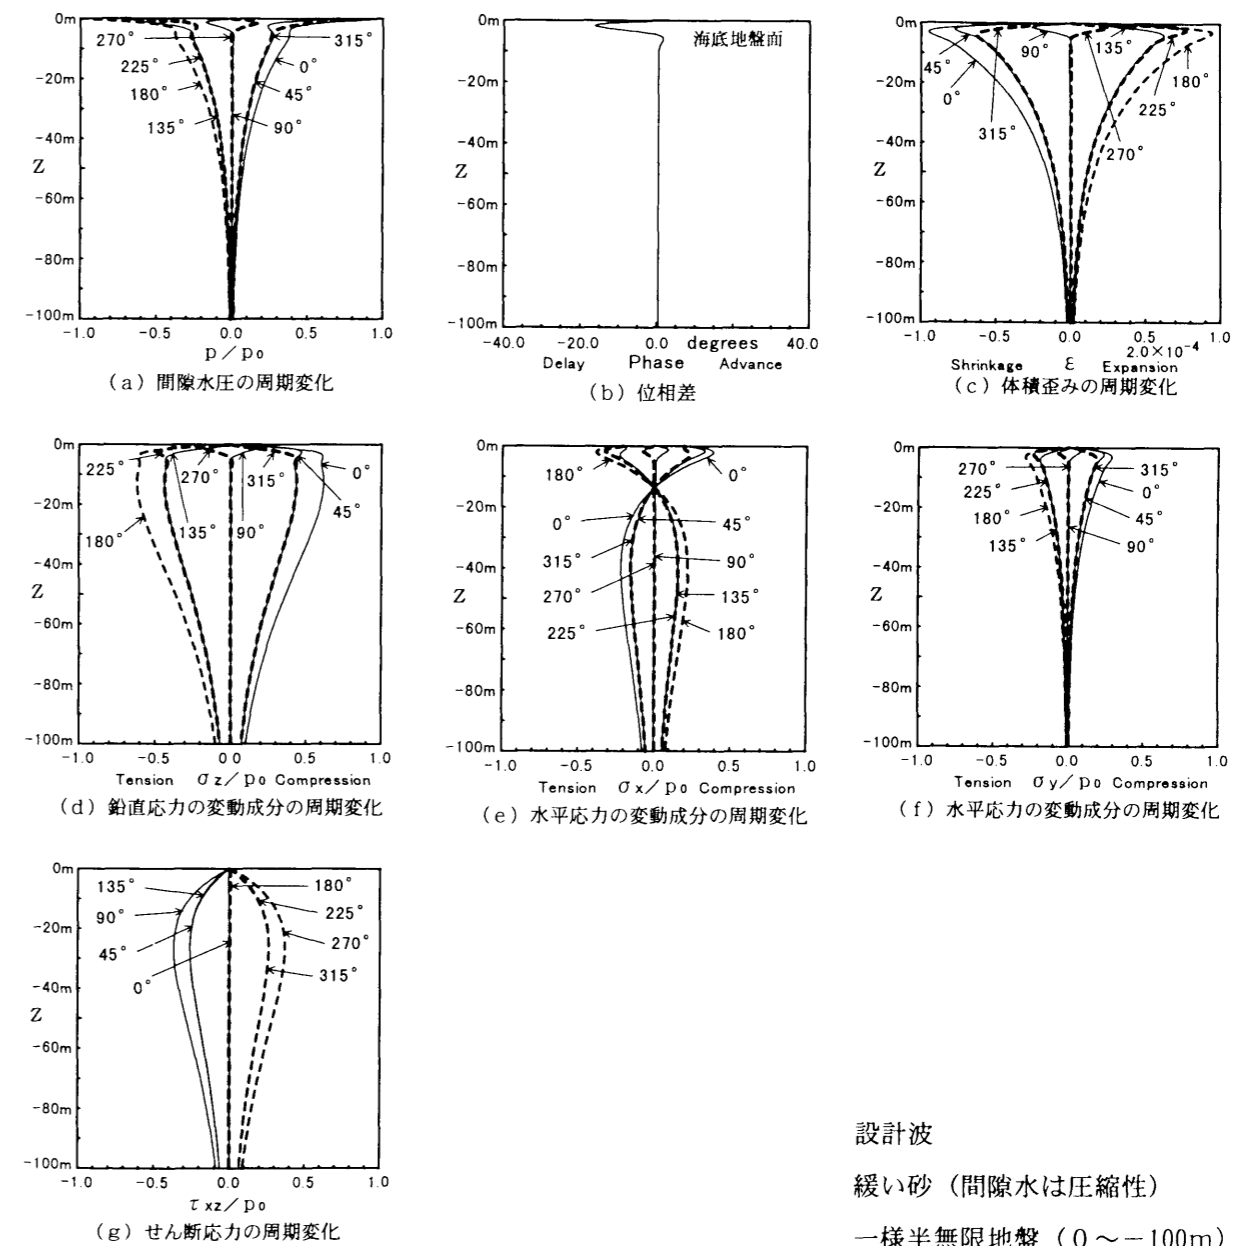 0m
-20m
-40m
Z
-60m
-80m
-100m
-1.0 -0.5 0.0 0.5 1.0
p／p₀
270° 315°
225° 0°
180° 45°
135° 90°
(a) 間隙水圧の周期変化
0m
-20m
-40m
Z
-60m
-80m
-100m
海底地盤面
-40.0 -20.0 0.0 degrees 40.0
Delay Phase Advance
(b) 位相差
0m
-20m
-40m
Z
-60m
-80m
-100m
45° 90° 135° 180°
0° 225°
315° 270°
-1.0 -0.5 0.0 0.5 1.0
2.0×10⁻⁴
Shrinkage ε Expansion
(c) 体積歪みの周期変化
0m
-20m
-40m
Z
-60m
-80m
-100m
225° 270° 315° 0°
180° 135° 90° 45°
-1.0 -0.5 0.0 0.5 1.0
Tension σz／p₀ Compression
(d) 鉛直応力の変動成分の周期変化
0m
-20m
-40m
Z
-60m
-80m
-100m
180° 0°
0° 45°
315° 90°
270° 135°
225° 180°
-1.0 -0.5 0.0 0.5 1.0
Tension σx／p₀ Compression
(e) 水平応力の変動成分の周期変化
0m
-20m
-40m
Z
-60m
-80m
-100m
270° 315°
225° 0°
180° 45°
135° 90°
-1.0 -0.5 0.0 0.5 1.0
Tension σy／p₀ Compression
(f) 水平応力の変動成分の周期変化
0m
-20m
-40m
Z
-60m
-80m
-100m
135° 180°
90° 225°
45° 270°
0° 315°
-1.0 -0.5 0.0 0.5 1.0
τxz／p₀
(g) せん断応力の周期変化
設計波
緩い砂（間隙水は圧縮性）
一様半無限地盤（0～－100m）